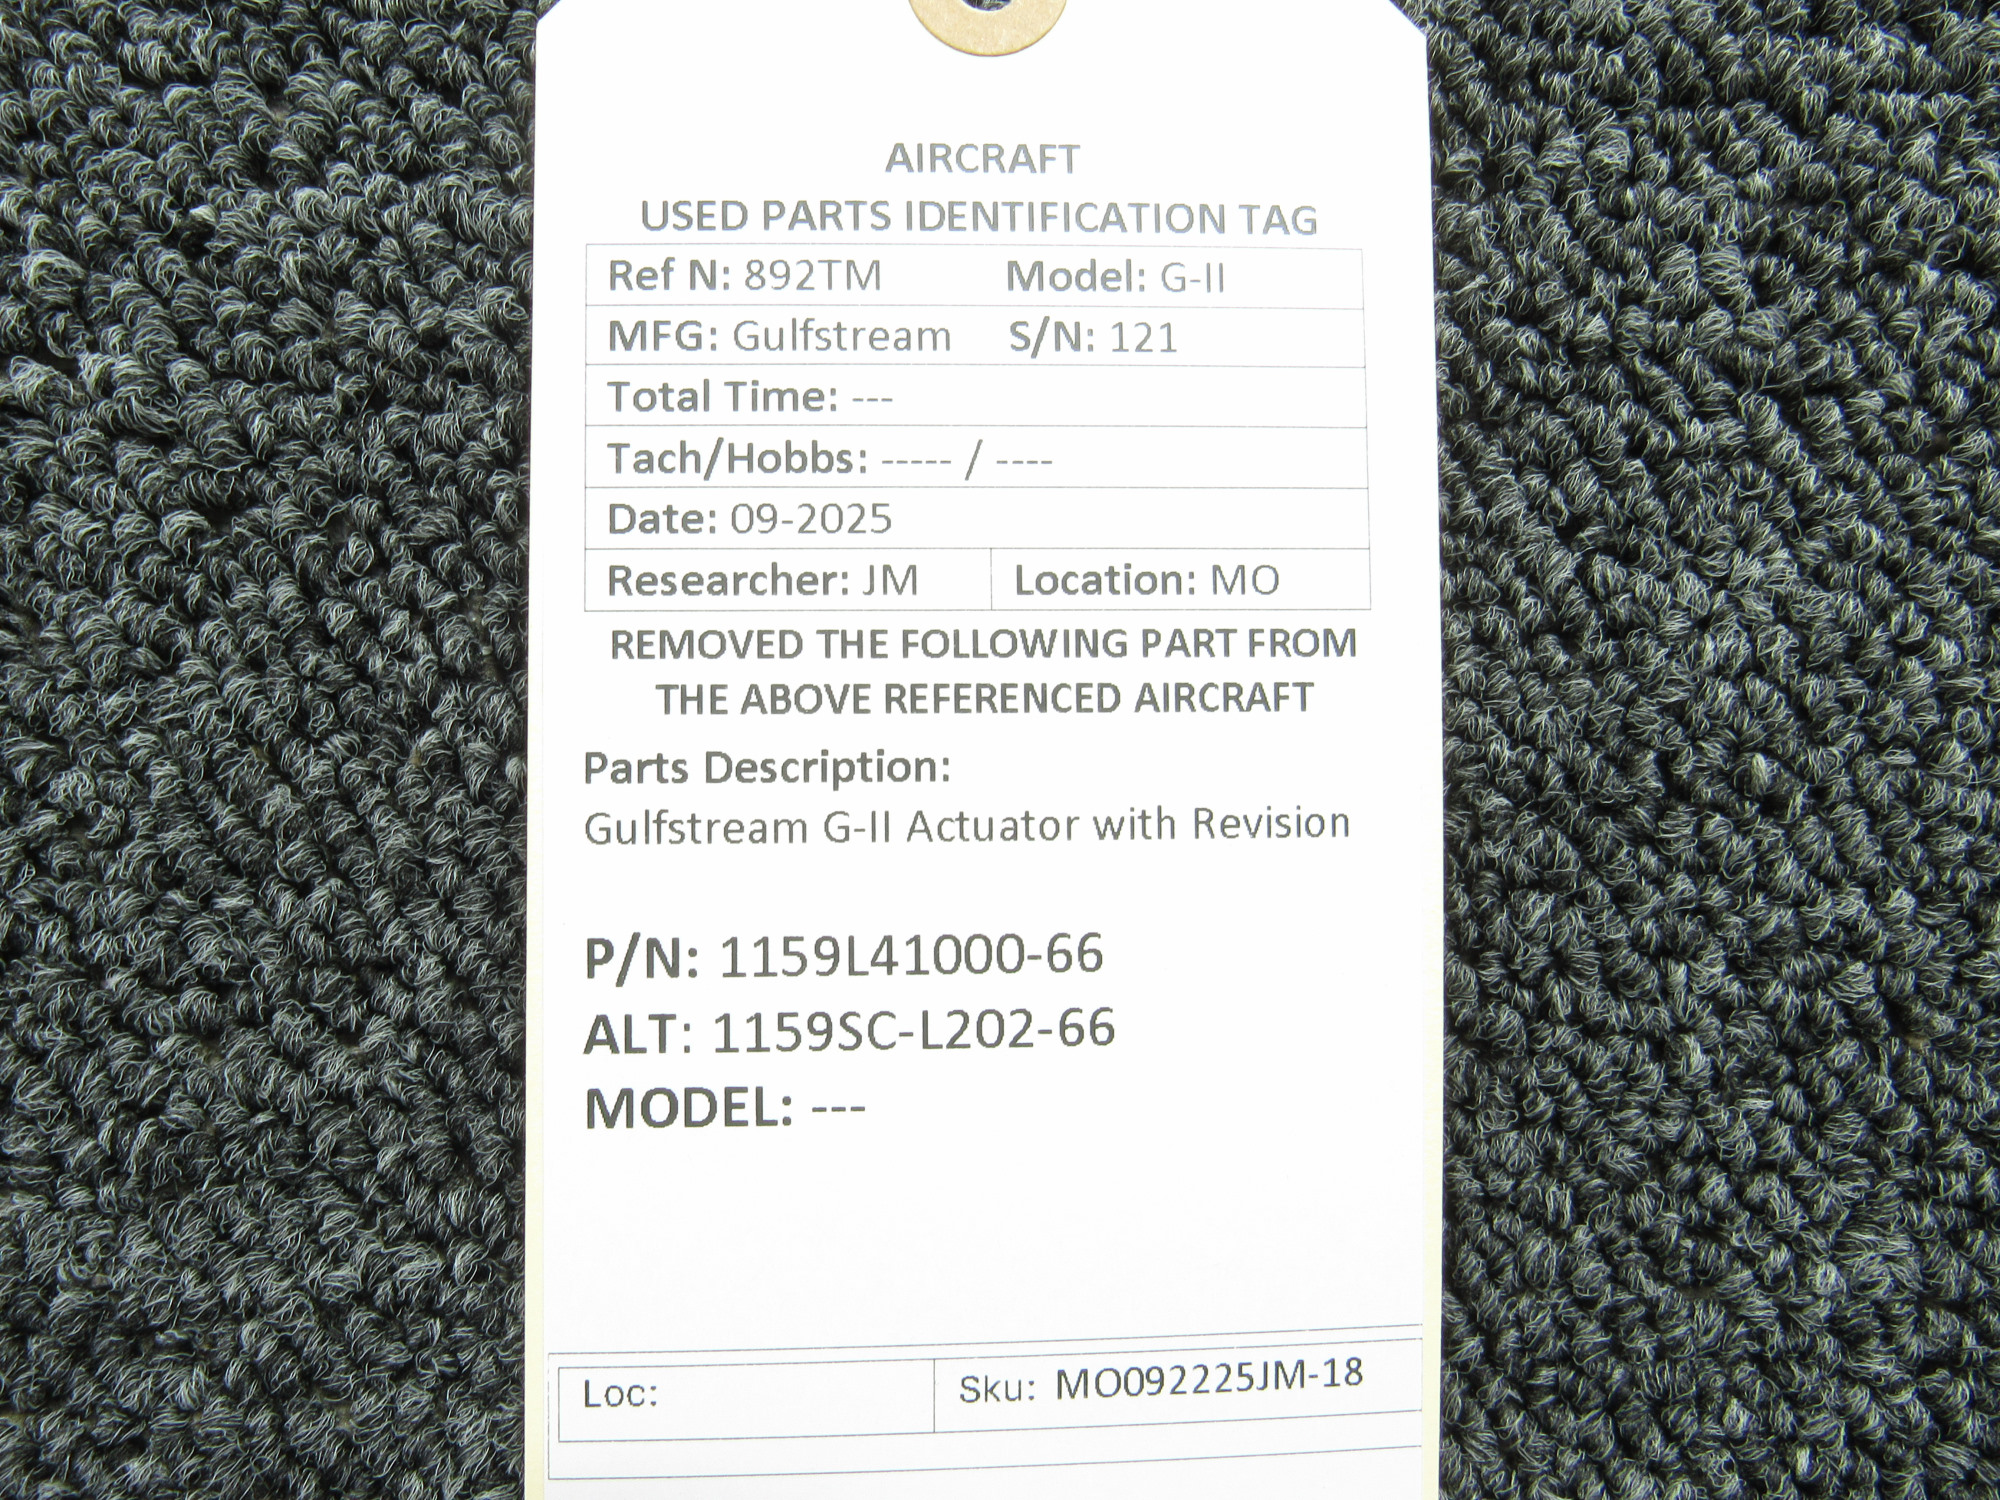 AIRCRAFT
USED PARTS IDENTIFICATION TAG
Ref N: 892TM Model: G-II
MFG: Gulfstream S/N: 121
Total Time: ---
Tach/Hobbs: ----- / ----
Date: 09-2025
Researcher: JM Location: MO
REMOVED THE FOLLOWING PART FROM
THE ABOVE REFERENCED AIRCRAFT
Parts Description:
Gulfstream G-II Actuator with Revision
P/N: 1159L41000-66
ALT: 1159SC-L202-66
MODEL: ---
Loc: Sku: MO092225JM-18